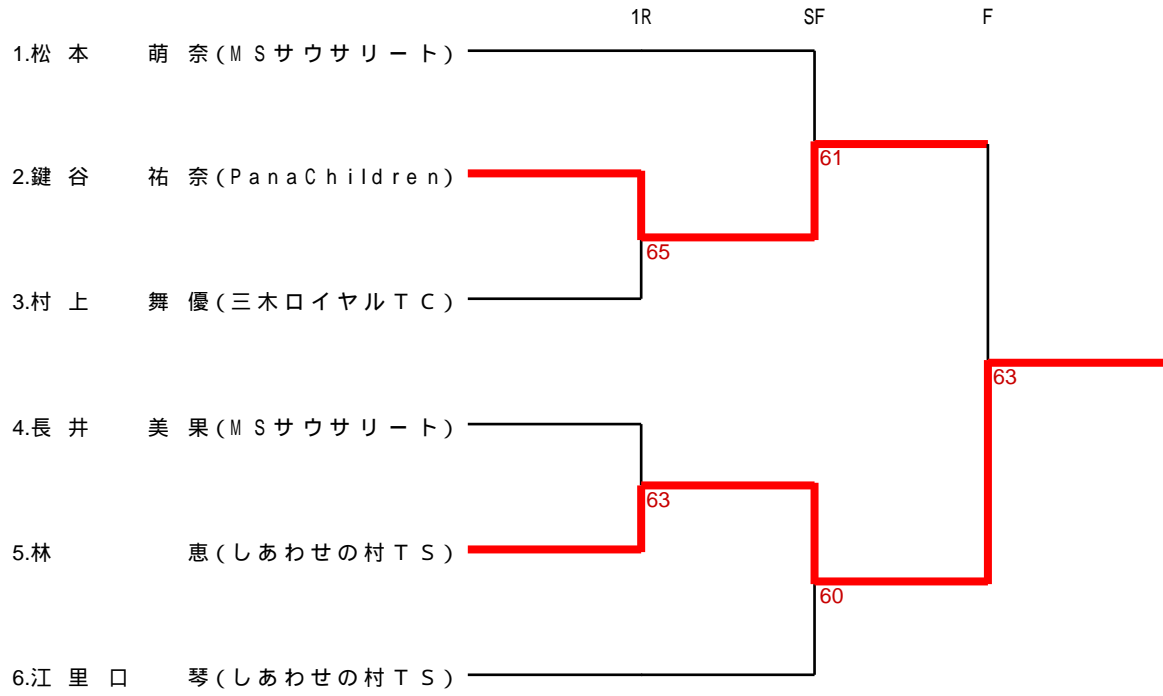 1R SF F
1.松本 萌奈(MSサウサリート)
61
2.鍵谷 祐奈(PanaChildren)
65
3.村上 舞優(三木ロイヤルTC)
63
4.長井 美果(MSサウサリート)
63
5.林 恵(しあわせの村TS)
60
6.江里口 琴(しあわせの村TS)